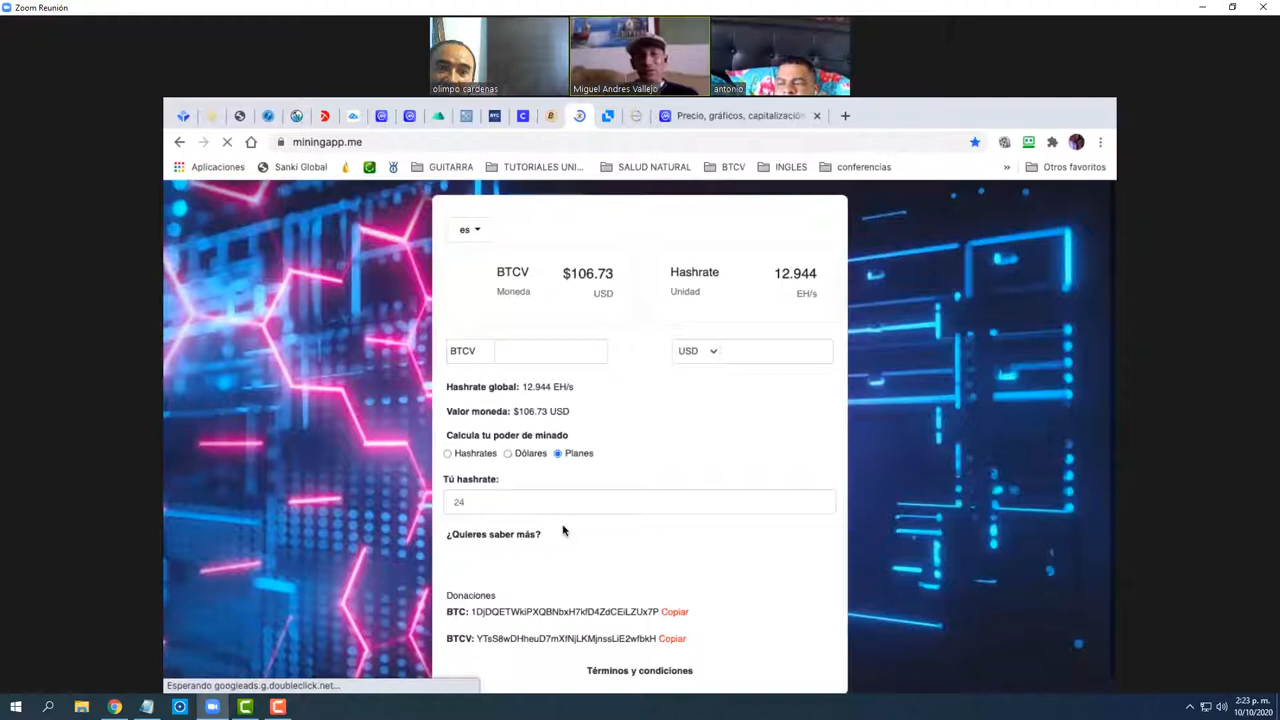 Zoom Reunión
olimpo cardenas
Miguel Andres Vallejo
antonio
Precio, gráficos, capitalización
miningapp.me
Aplicaciones
Sanki Global
GUITARRA
TUTORIALES UNI...
SALUD NATURAL
BTCV
INGLES
conferencias
»
Otros favoritos
es
BTCV $106.73
Moneda USD
Hashrate 12.944
Unidad EH/s
BTCV
USD
Hashrate global: 12.944 EH/s
Valor moneda: $106.73 USD
Calcula tu poder de minado
Hashrates Dólares Planes
Tú hashrate:
24
¿Quieres saber más?
Donaciones
BTC: 1DjDQETWkiPXQBNbxH7kfD4ZdCEiLZUx7P Copiar
BTCV: YTsS8wDHheuD7mXfNjLKMjnssLiE2wfbkH Copiar
Términos y condiciones
Esperando googleads.g.doubleclick.net...
2:23 p. m.
10/10/2020